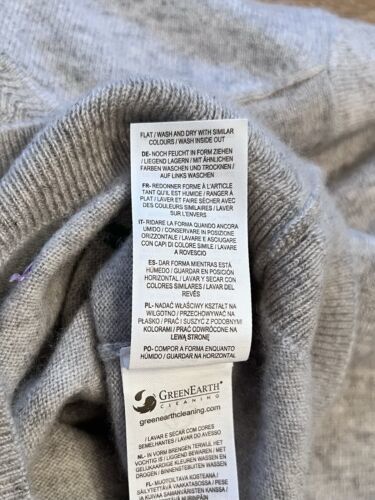 FLAT / WASH AND DRY WITH SIMILAR
COLOURS / WASH INSIDE OUT
DE- NOCH FEUCHT IN FORM ZIEHEN
/ LIEGEND LAGERN / MIT ÄHNLICHEN
FARBEN WASCHEN UND TROCKNEN /
AUF LINKS WASCHEN
FR- REDONNER FORME À L'ARTICLE
TANT QU'IL EST HUMIDE / RANGER À
PLAT / LAVER ET FAIRE SÉCHER AVEC
DES COULEURS SIMILAIRES / LAVER
SUR L'ENVERS
IT- RIDARE LA FORMA QUANDO ANCORA
UMIDO / CONSERVARE IN POSIZIONE
ORIZZONTALE / LAVARE E ASCIUGARE
CON CAPI DI COLORE SIMILE / LAVARE
A ROVESCIO
ES- DAR FORMA MIENTRAS ESTÁ
HÚMEDO / GUARDAR EN POSICIÓN
HORIZONTAL / LAVAR Y SECAR CON
COLORES SIMILARES / LAVAR DEL
REVÉS
PL- NADAĆ WŁAŚCIWY KSZTAŁT NA
WILGOTNO / PRZECHOWYWAĆ NA
PŁASKO / PRAĆ I SUSZYĆ Z PODOBNYMI
KOLORAMI / PRAĆ ODWRÓCONE NA
LEWĄ STRONĘ
PO- COMPOR A FORMA ENQUANTO
HÚMIDO / GUARDAR NA HORIZONTAL
GREENEARTH
CLEANING
greenearthcleaning.com
/ LAVAR E SECAR COM CORES
SEMELHANTES / LAVAR DO AVESSO
NL- IN VORM BRENGEN TERWIJL HET
VOCHTIG IS / LIGGEND BEWAREN / MET
GELIJKAARDIGE KLEUREN WASSEN EN
DROGEN / BINNENSTEBUITEN WASSEN
FL- MUOTOILTAVA KOSTEANA /
SÄILYTETTÄVÄ VAAKATASOSSA / PESE
JA KUIVAA SAMANVÄRISTEN KANSSA /